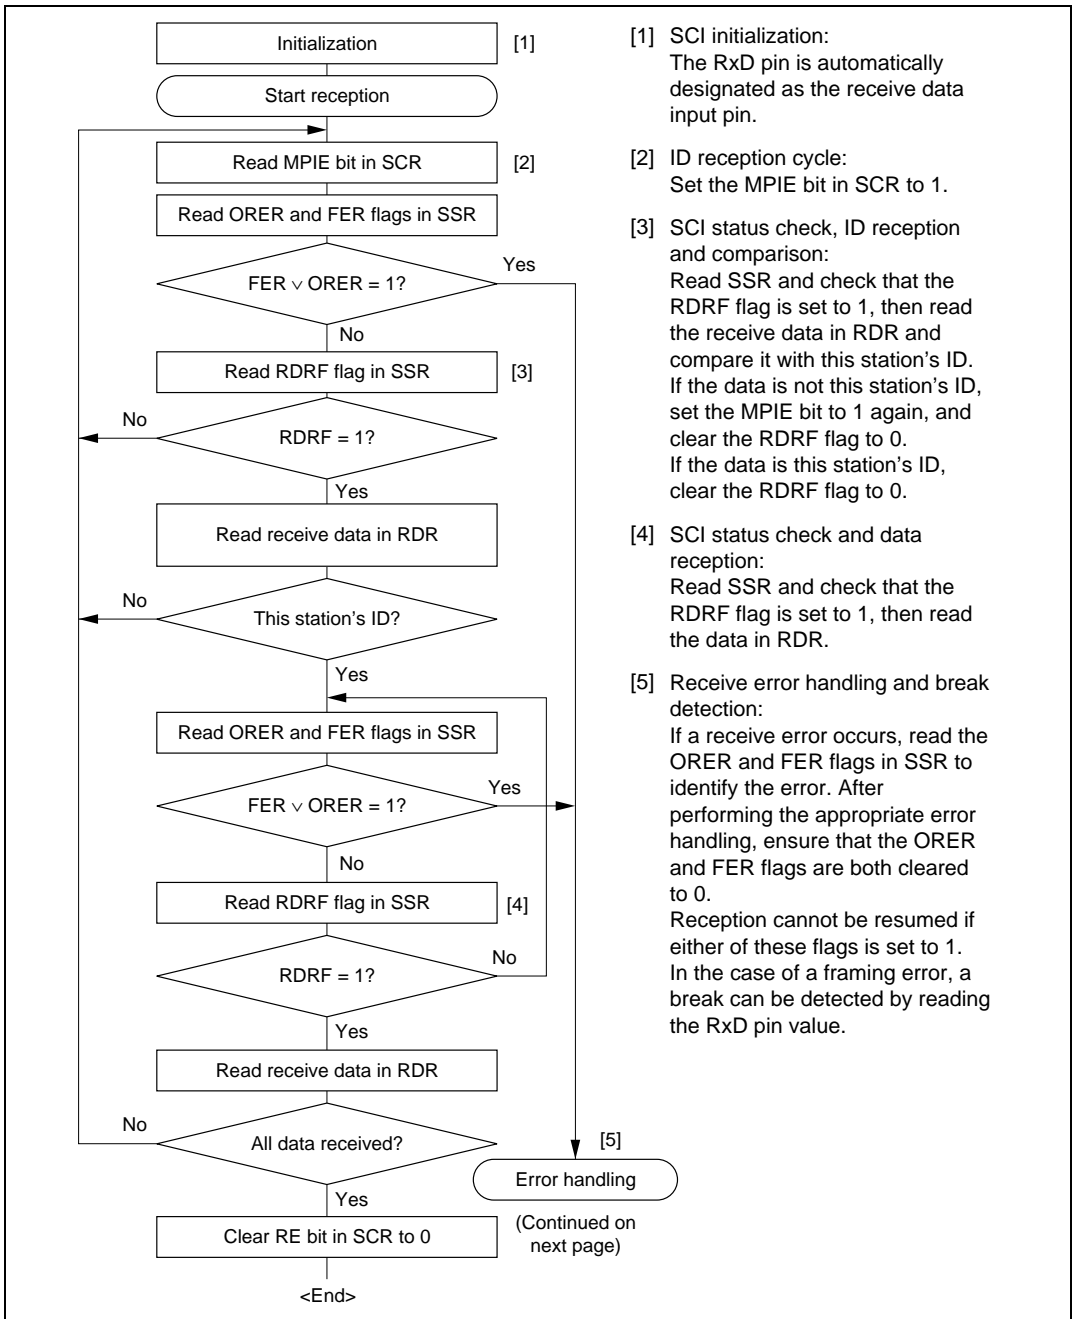 Initialization
[1]
Start reception
Read MPIE bit in SCR
[2]
Read ORER and FER flags in SSR
FER ∨ ORER = 1?
Yes
No
Read RDRF flag in SSR
[3]
No
RDRF = 1?
Yes
Read receive data in RDR
No
This station's ID?
Yes
Read ORER and FER flags in SSR
FER ∨ ORER = 1?
Yes
No
Read RDRF flag in SSR
[4]
RDRF = 1?
No
Yes
Read receive data in RDR
No
All data received?
[5]
Error handling
Yes
(Continued on
next page)
Clear RE bit in SCR to 0
<End>
[1] SCI initialization:
The RxD pin is automatically
designated as the receive data
input pin.
[2] ID reception cycle:
Set the MPIE bit in SCR to 1.
[3] SCI status check, ID reception
and comparison:
Read SSR and check that the
RDRF flag is set to 1, then read
the receive data in RDR and
compare it with this station's ID.
If the data is not this station's ID,
set the MPIE bit to 1 again, and
clear the RDRF flag to 0.
If the data is this station's ID,
clear the RDRF flag to 0.
[4] SCI status check and data
reception:
Read SSR and check that the
RDRF flag is set to 1, then read
the data in RDR.
[5] Receive error handling and break
detection:
If a receive error occurs, read the
ORER and FER flags in SSR to
identify the error. After
performing the appropriate error
handling, ensure that the ORER
and FER flags are both cleared
to 0.
Reception cannot be resumed if
either of these flags is set to 1.
In the case of a framing error, a
break can be detected by reading
the RxD pin value.